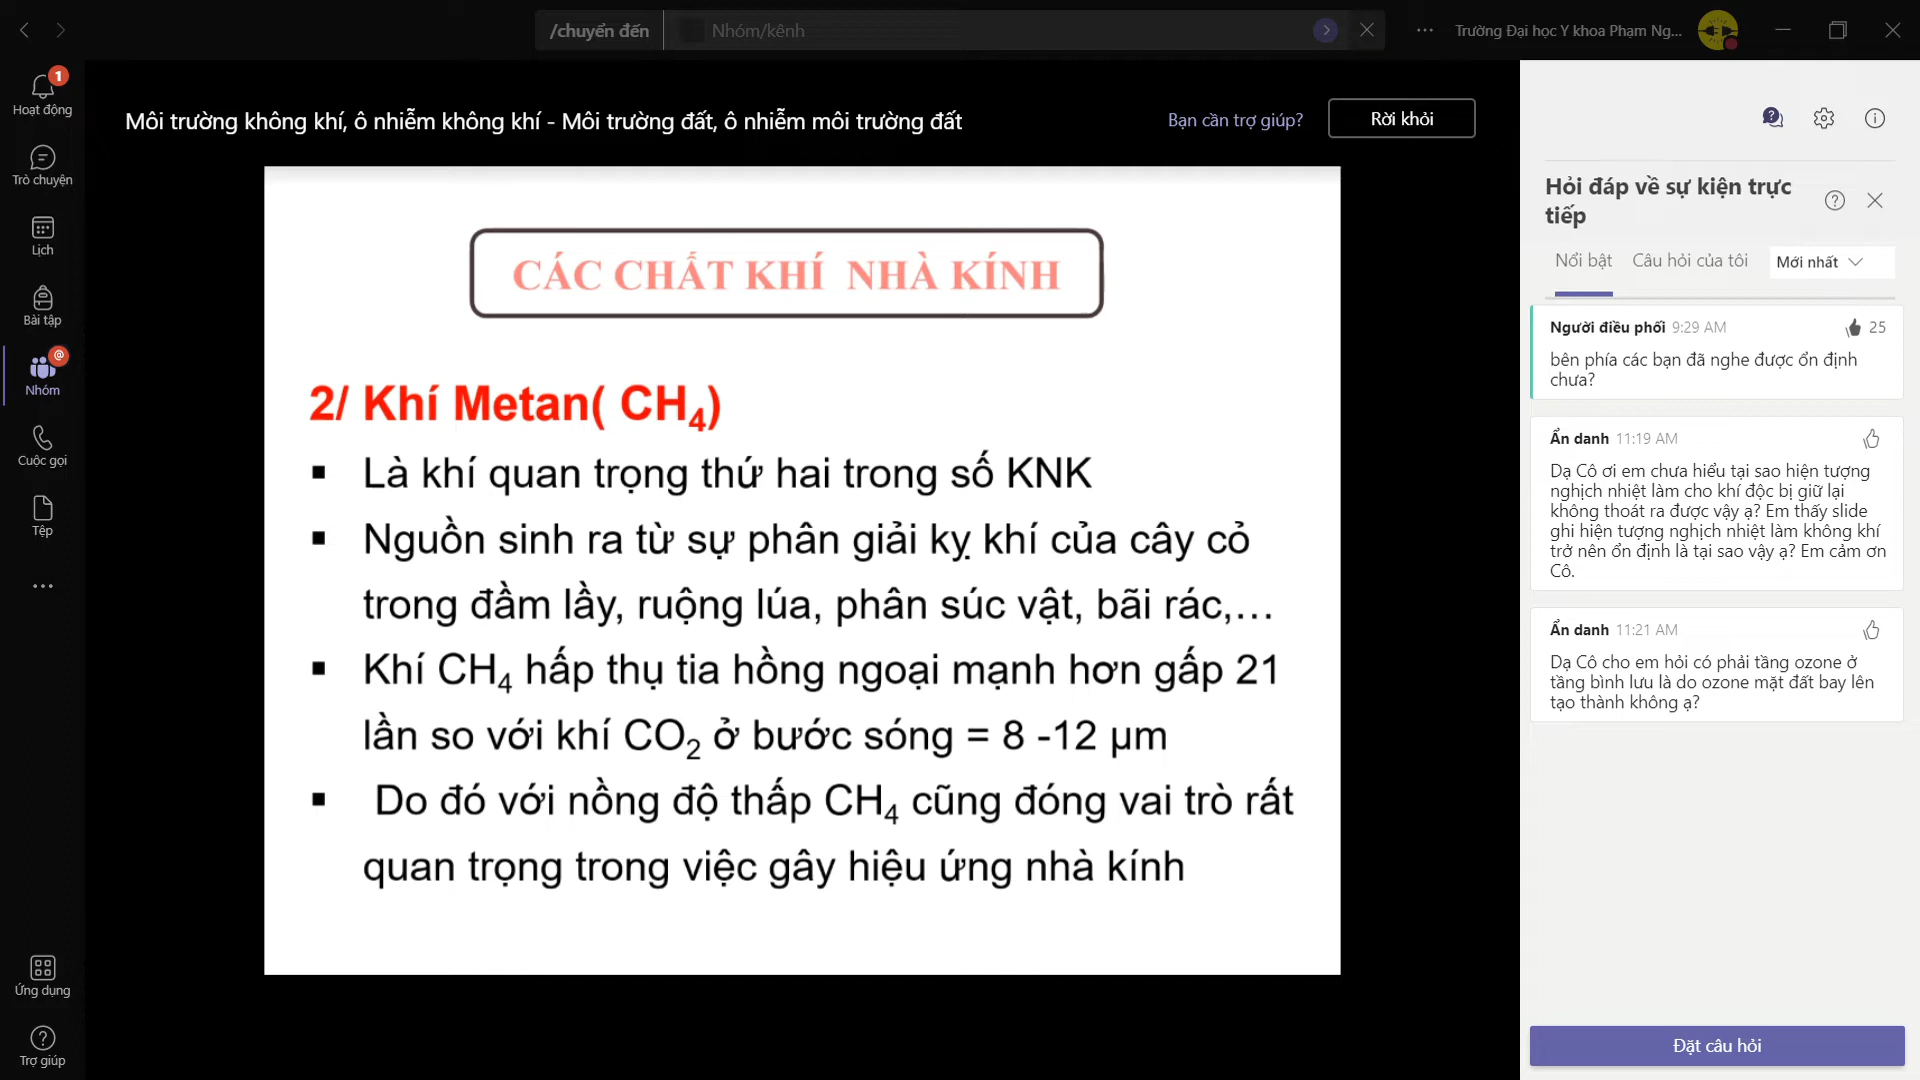 /chuyển đến
Nhóm/kênh
Trường Đại học Y khoa Phạm Ng...
1
Hoạt động
Trò chuyện
Lịch
Bài tập
@
Nhóm
Cuộc gọi
Tệp
Ứng dụng
Trợ giúp
Môi trường không khí, ô nhiễm không khí - Môi trường đất, ô nhiễm môi trường đất
Bạn cần trợ giúp?
Rời khỏi
CÁC CHẤT KHÍ NHÀ KÍNH
2/ Khí Metan( CH₄)
▪ Là khí quan trọng thứ hai trong số KNK
▪ Nguồn sinh ra từ sự phân giải kỵ khí của cây cỏ
trong đầm lầy, ruộng lúa, phân súc vật, bãi rác,...
▪ Khí CH₄ hấp thụ tia hồng ngoại mạnh hơn gấp 21
lần so với khí CO₂ ở bước sóng = 8 -12 μm
▪ Do đó với nồng độ thấp CH₄ cũng đóng vai trò rất
quan trọng trong việc gây hiệu ứng nhà kính
Hỏi đáp về sự kiện trực
tiếp
Nổi bật
Câu hỏi của tôi
Mới nhất
Người điều phối 9:29 AM
25
bên phía các bạn đã nghe được ổn định
chưa?
Ẩn danh 11:19 AM
Dạ Cô ơi em chưa hiểu tại sao hiện tượng
nghịch nhiệt làm cho khí độc bị giữ lại
không thoát ra được vậy ạ? Em thấy slide
ghi hiện tượng nghịch nhiệt làm không khí
trở nên ổn định là tại sao vậy ạ? Em cảm ơn
Cô.
Ẩn danh 11:21 AM
Dạ Cô cho em hỏi có phải tầng ozone ở
tầng bình lưu là do ozone mặt đất bay lên
tạo thành không ạ?
Đặt câu hỏi